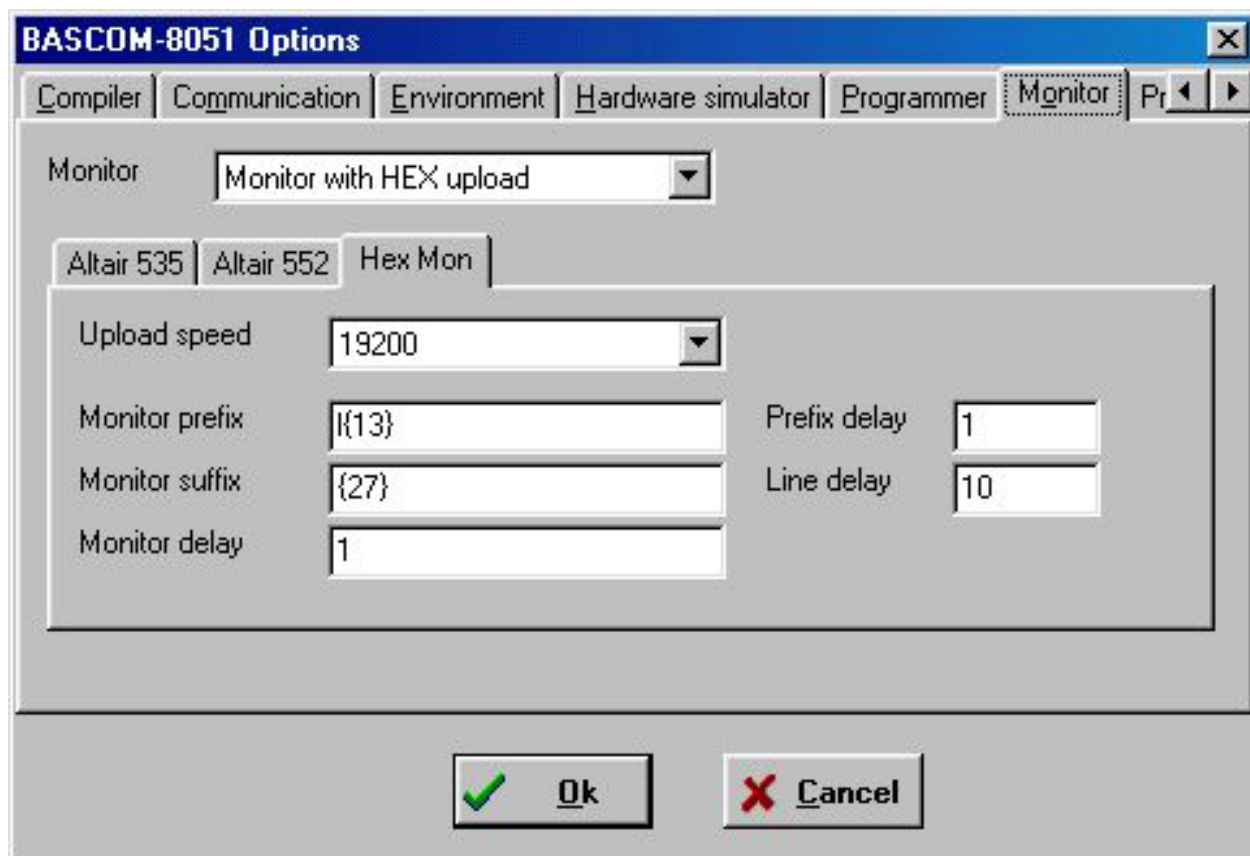 BASCOM-8051 Options
Compiler Communication Environment Hardware simulator Programmer Monitor Pr
Monitor Monitor with HEX upload
Altair 535 Altair 552 Hex Mon
Upload speed 19200
Monitor prefix l{13} Prefix delay 1
Monitor suffix {27} Line delay 10
Monitor delay 1
Ok Cancel